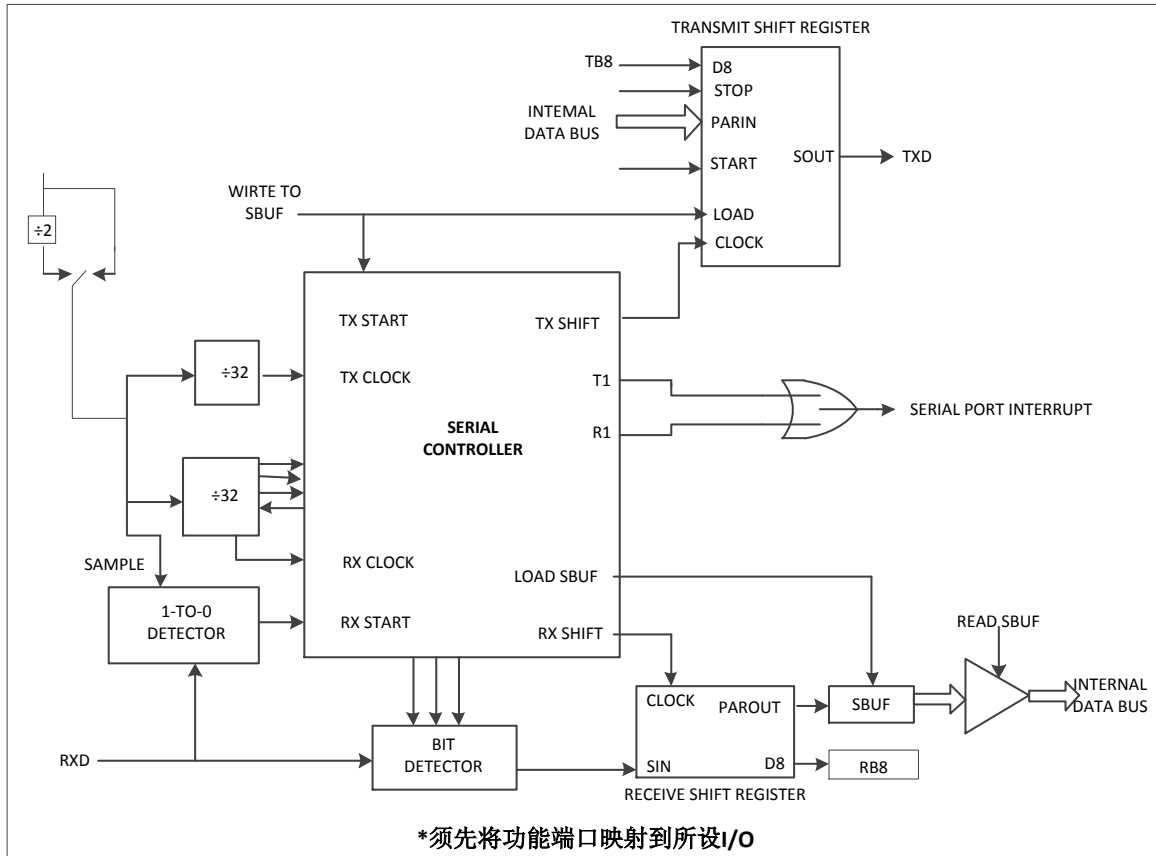 TRANSMIT SHIFT REGISTER
TB8
D8
STOP
INTEMAL
DATA BUS
PARIN
START
SOUT
TXD
WIRTE TO
SBUF
LOAD
CLOCK
÷2
TX START
TX SHIFT
÷32
TX CLOCK
T1
SERIAL PORT INTERRUPT
SERIAL
CONTROLLER
R1
÷32
SAMPLE
RX CLOCK
LOAD SBUF
1-TO-0
DETECTOR
RX START
RX SHIFT
READ SBUF
CLOCK
PAROUT
SBUF
INTERNAL
DATA BUS
RXD
BIT
DETECTOR
SIN
D8
RB8
RECEIVE SHIFT REGISTER
*须先将功能端口映射到所设I/O